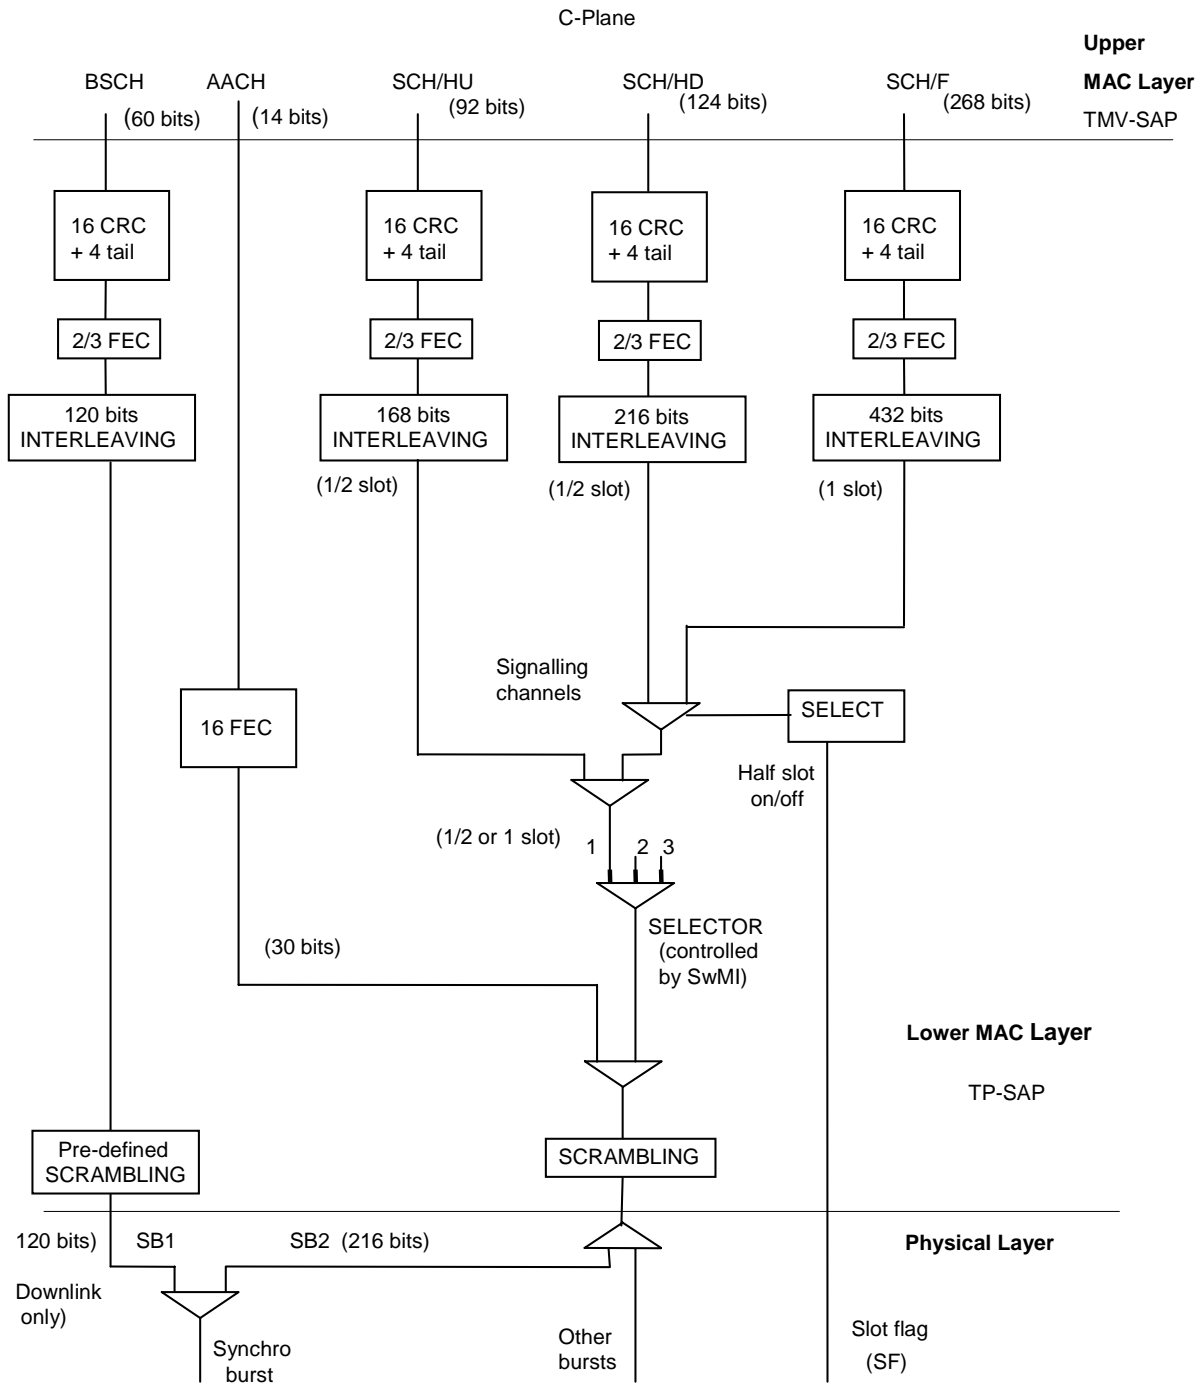 C-Plane
Upper
BSCH AACH SCH/HU SCH/HD SCH/F MAC Layer
(60 bits) (14 bits) (92 bits) (124 bits) (268 bits) TMV-SAP
16 CRC 16 CRC 16 CRC 16 CRC
+ 4 tail + 4 tail + 4 tail + 4 tail
2/3 FEC 2/3 FEC 2/3 FEC 2/3 FEC
120 bits 168 bits 216 bits 432 bits
INTERLEAVING INTERLEAVING INTERLEAVING INTERLEAVING
(1/2 slot) (1/2 slot) (1 slot)
Signalling
channels
16 FEC SELECT
Half slot
on/off
(1/2 or 1 slot) 1 2 3
SELECTOR
(30 bits) (controlled
by SwMI)
Lower MAC Layer
TP-SAP
Pre-defined
SCRAMBLING SCRAMBLING
120 bits) SB1 SB2 (216 bits) Physical Layer
Downlink
only)
Synchro
burst
Other
bursts
Slot flag
(SF)